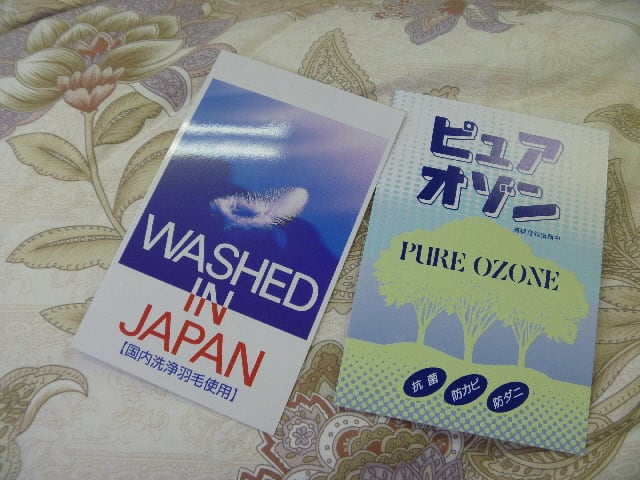 WASHED
IN
JAPAN
【国内洗浄羽毛使用】
ピュア
オゾン
PURE OZONE
抗菌
防カビ
防ダニ